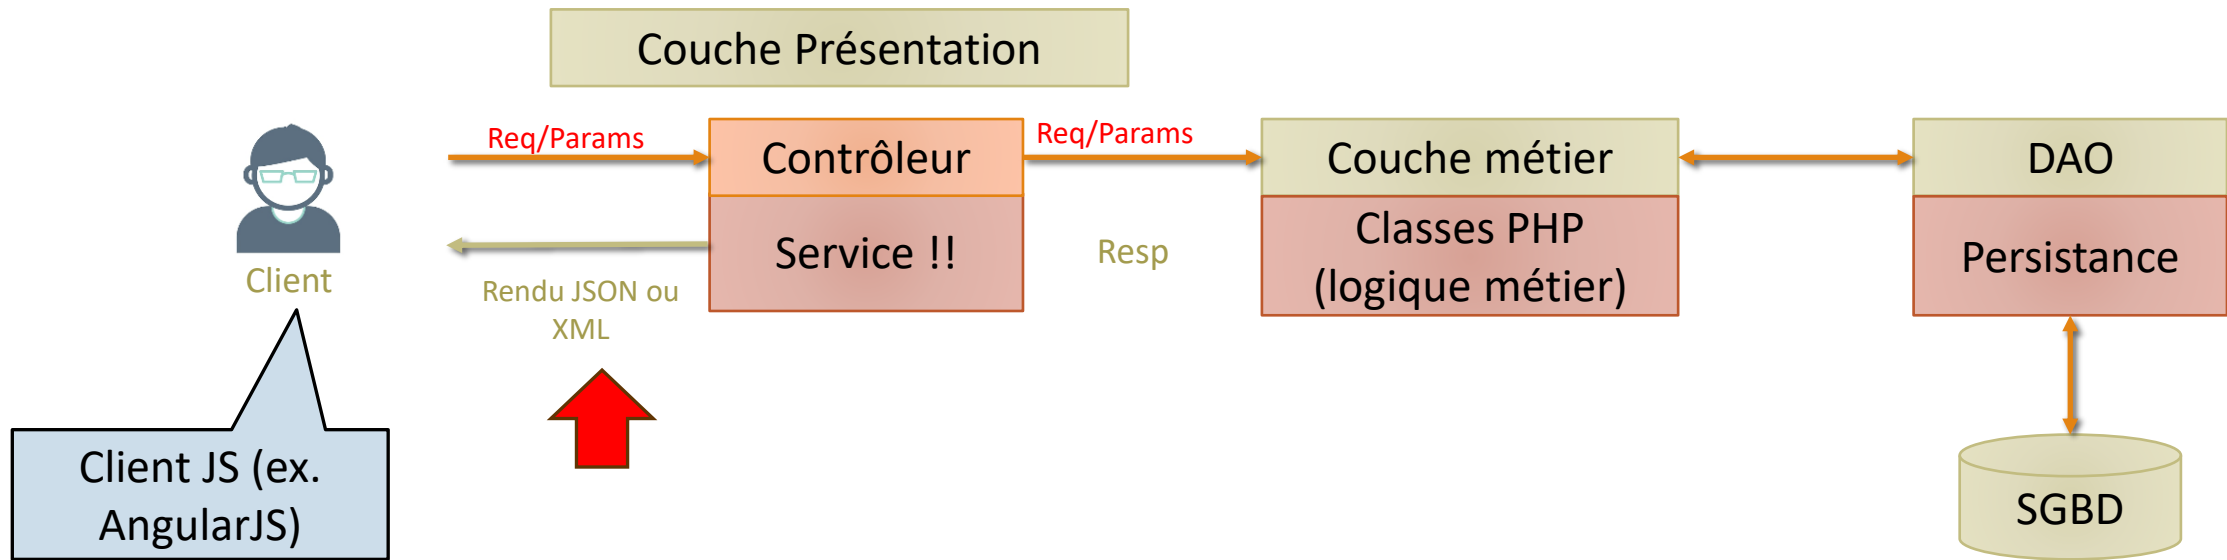 Couche Présentation
Req/Params
Contrôleur
Req/Params
Couche métier
DAO
Service !!
Resp
Classes PHP
(logique métier)
Persistance
Client
Rendu JSON ou
XML
Client JS (ex.
AngularJS)
SGBD